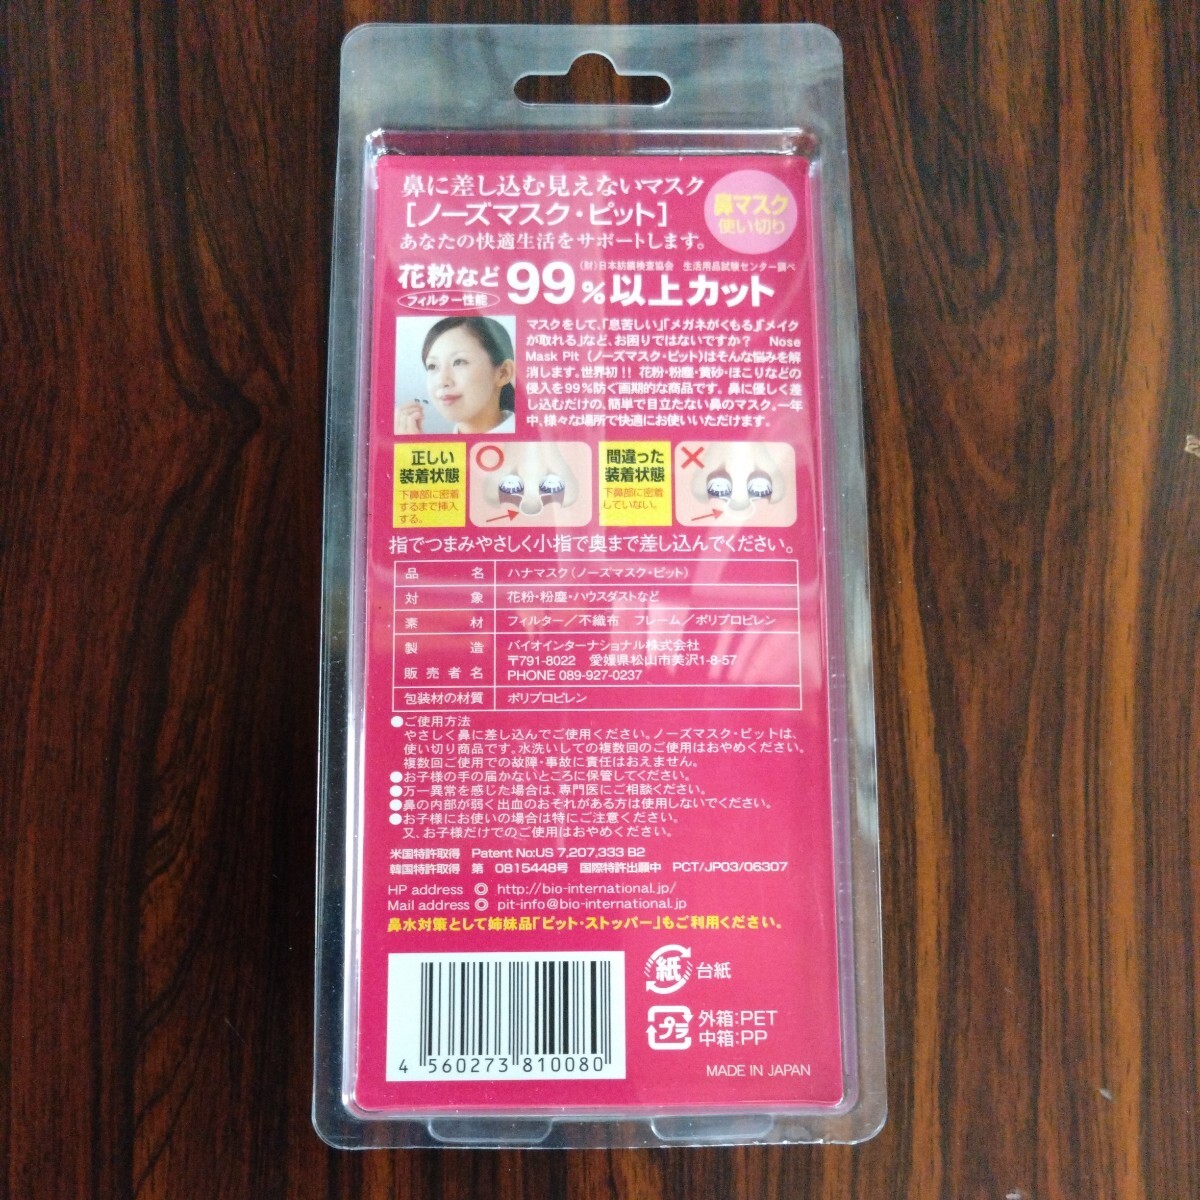 鼻に差し込む見えないマスク
[ノーズマスク・ピット]
あなたの快適生活をサポートします。
鼻マスク
使い切り
(財)日本紡績検査協会 生活用品試験センター調べ
花粉など
フィルター性能
99%以上カット
マスクをして、「息苦しい」「メガネがくもる」「メイク
が取れる」など、お困りではないですか? Nose
Mask Pit (ノーズマスク・ピット)はそんな悩みを解
消します。世界初!! 花粉・粉塵・黄砂・ほこりなどの
侵入を99%防ぐ画期的な商品です。鼻に優しく差
し込むだけの、簡単で目立たない鼻のマスク。一年
中、様々な場所で快適にお使いいただけます。
正しい
装着状態
下鼻部に密着
するまで挿入
する。
間違った
装着状態
下鼻部に密着
していない。
指でつまみやさしく小指で奥まで差し込んでください。
品名 ハナマスク(ノーズマスク・ピット)
対象 花粉・粉塵・ハウスダストなど
素材 フィルター/不織布 フレーム/ポリプロピレン
製造 バイオインターナショナル株式会社
〒791-8022 愛媛県松山市美沢1-8-57
販売者名 PHONE 089-927-0237
包装材の材質 ポリプロピレン
●ご使用方法
やさしく鼻に差し込んでご使用ください。ノーズマスク・ピットは、
使い切り商品です。水洗いしての複数回のご使用はおやめください。
複数回ご使用での故障・事故に責任はおえません。
●お子様の手の届かないところに保管してください。
●万一異常を感じた場合は、専門医にご相談ください。
●鼻の内部が弱く出血のおそれがある方は使用しないでください。
●お子様にお使いの場合は特にご注意ください。
又、お子様だけでのご使用はおやめください。
米国特許取得 Patent No:US 7,207,333 B2
韓国特許取得 第 0815448号 国際特許出願中 PCT/JP03/06307
HP address ◎ http://bio-international.jp/
Mail address ◎ pit-info@bio-international.jp
鼻水対策として姉妹品「ピット・ストッパー」もご利用ください。
紙 台紙
プラ 外箱:PET
中箱:PP
4 560273 810080
MADE IN JAPAN